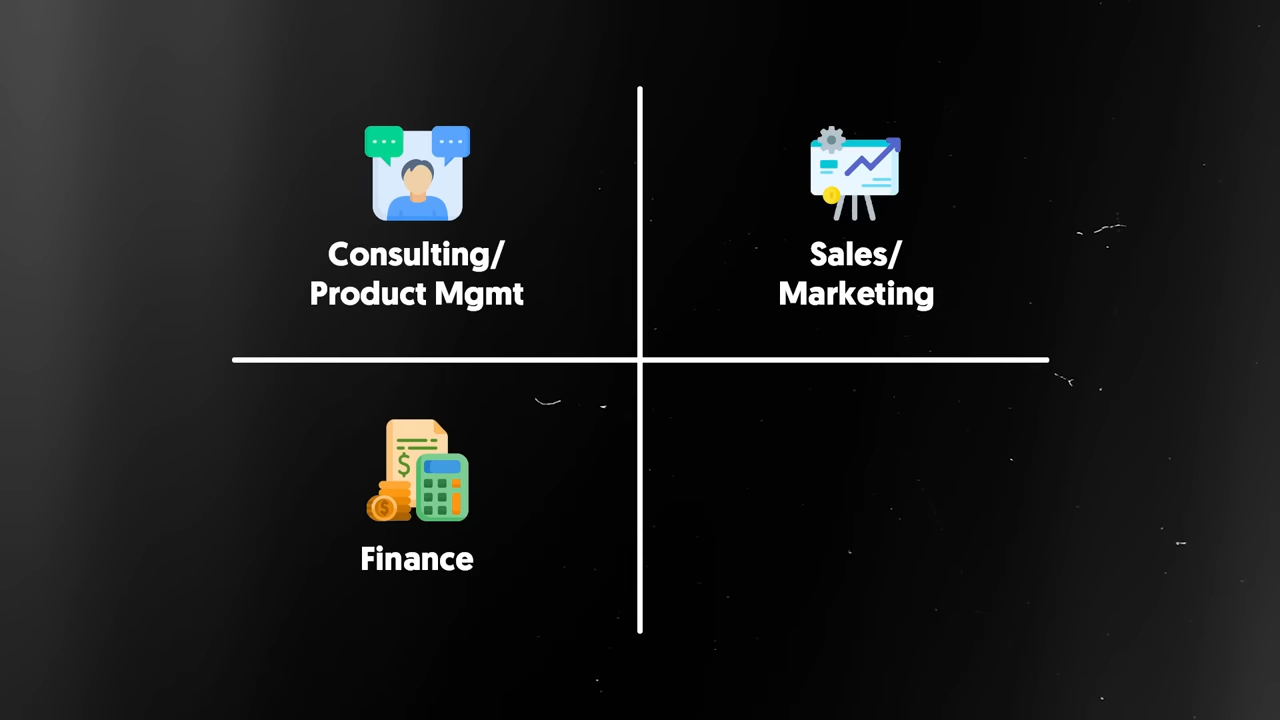 Consulting/
Product Mgmt
Sales/
Marketing
$
$
Finance